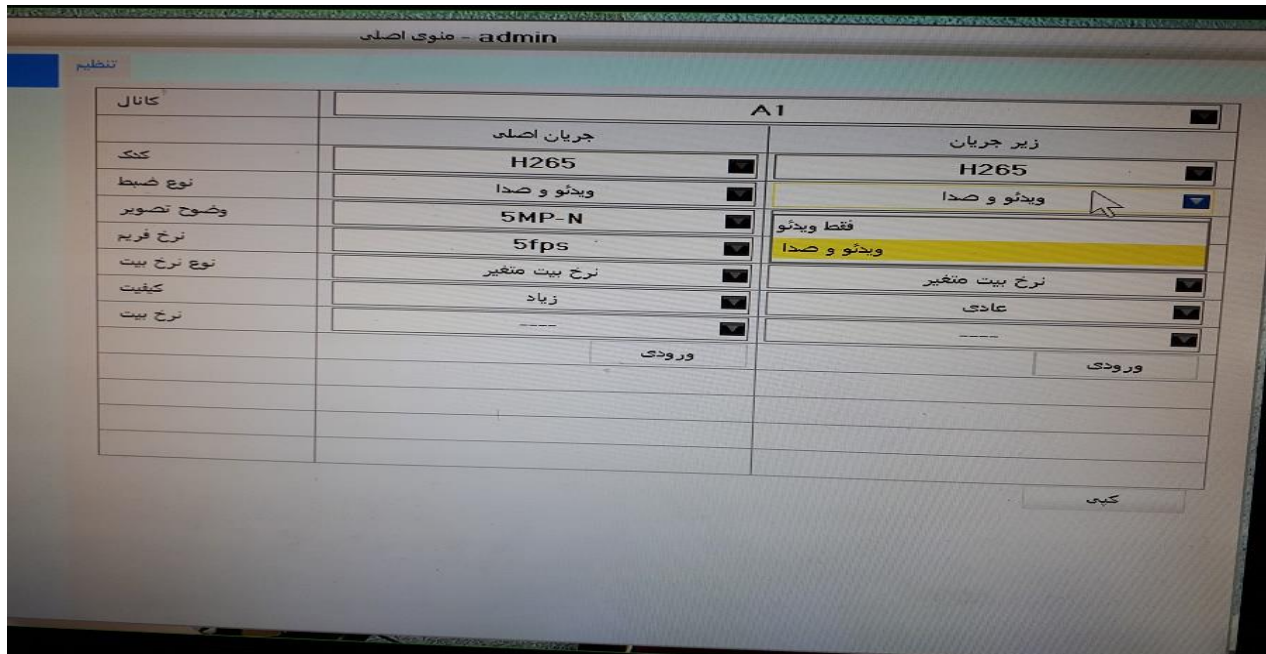 admin - منوی اصلی
تنظیم
کانال A1
جریان اصلی زیر جریان
کدک H265 H265
نوع ضبط ویدئو و صدا ویدئو و صدا
فقط ویدئو
ویدئو و صدا
وضوح تصویر 5MP-N
نرخ فریم 5fps
نوع نرخ بیت نرخ بیت متغیر نرخ بیت متغیر
کیفیت زیاد عادی
نرخ بیت ---- ----
ورودی ورودی
کپی